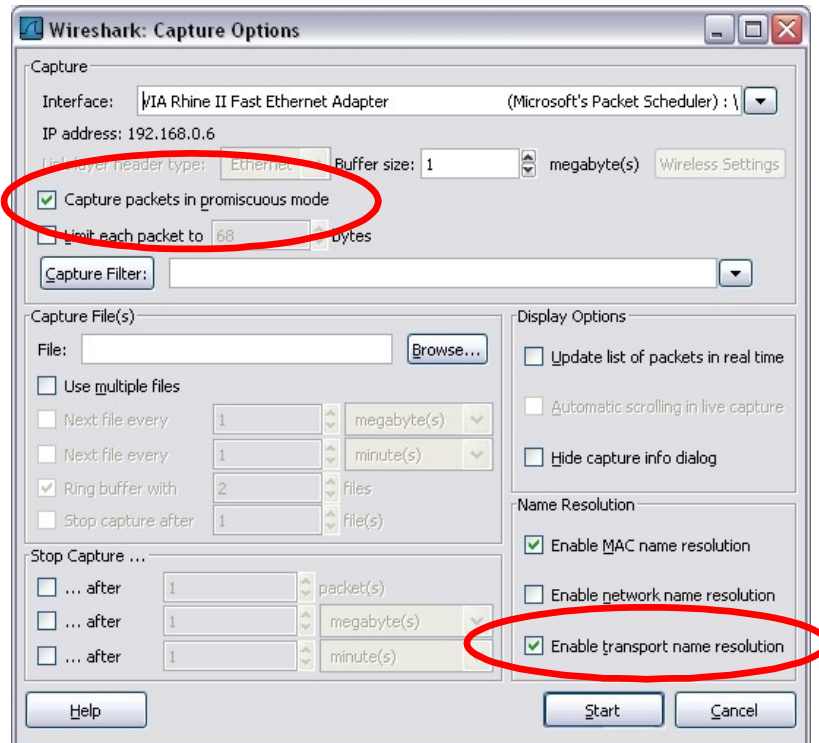 Wireshark: Capture Options
Capture
Interface: VIA Rhine II Fast Ethernet Adapter (Microsoft's Packet Scheduler) : \
IP address: 192.168.0.6
Link-layer header type: Ethernet Buffer size: 1 megabyte(s) Wireless Settings
Capture packets in promiscuous mode
Limit each packet to 68 bytes
Capture Filter:
Capture File(s)
File: Browse...
Use multiple files
Next file every 1 megabyte(s)
Next file every 1 minute(s)
Ring buffer with 2 files
Stop capture after 1 file(s)
Stop Capture ...
... after 1 packet(s)
... after 1 megabyte(s)
... after 1 minute(s)
Display Options
Update list of packets in real time
Automatic scrolling in live capture
Hide capture info dialog
Name Resolution
Enable MAC name resolution
Enable network name resolution
Enable transport name resolution
Help Start Cancel